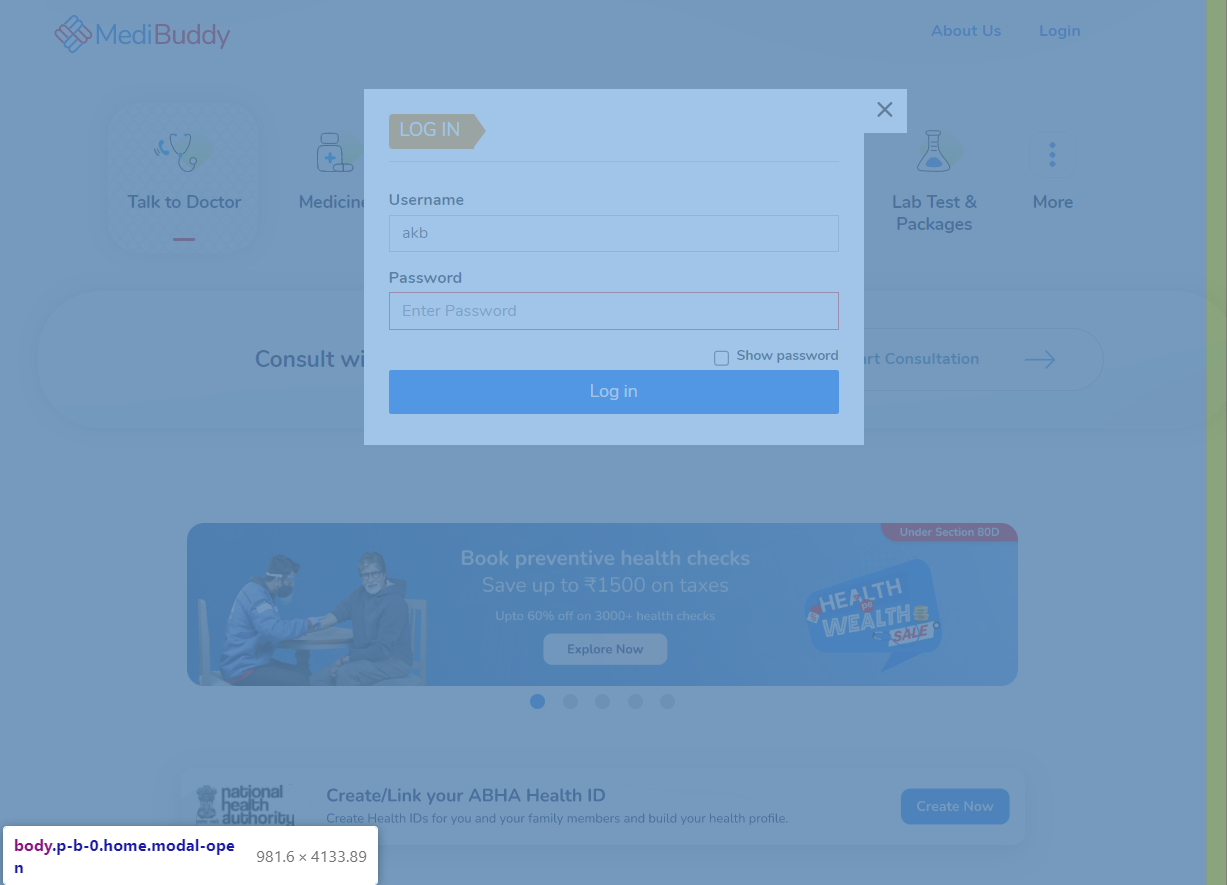 MediBuddy
About Us
Login
LOG IN
Talk to Doctor
Medicine
Lab Test &
Packages
More
Username
akb
Password
Enter Password
Show password
Log in
Consult
Consultation
Under Section 80D
Book preventive health checks
Save up to ₹1500 on taxes
Upto 60% off on 3000+ health checks
Explore Now
HEALTH
pe
WEALTH
SALE
national
health
authority
Create/Link your ABHA Health ID
Create Health IDs for you and your family members and build your health profile.
Create Now
body.p-b-0.home.modal-ope
n
981.6 × 4133.89